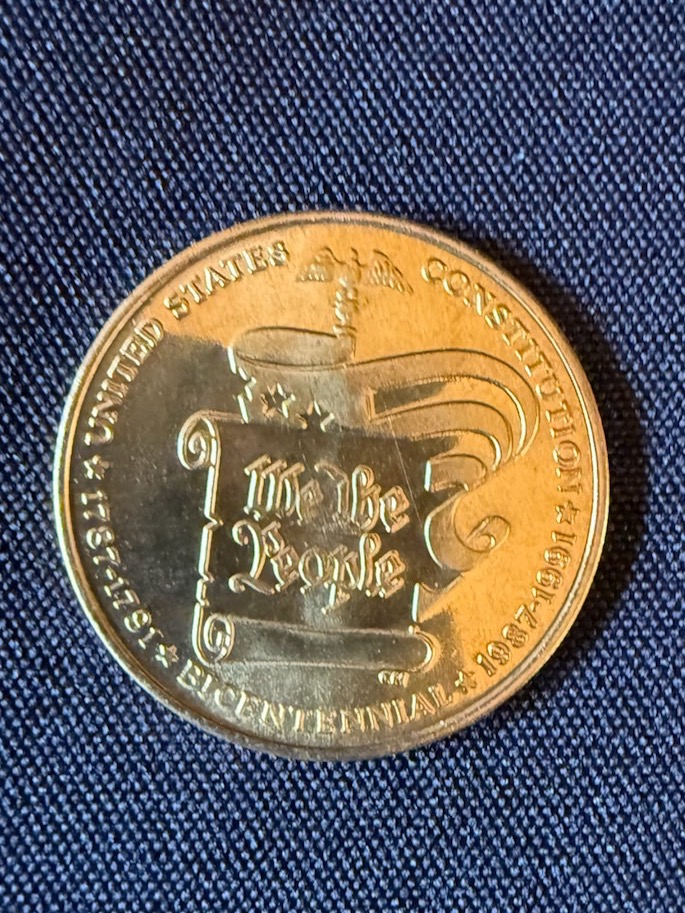 UNITED STATES CONSTITUTION
We the
People
1787-1791 ★ BICENTENNIAL ★ 1987-1991